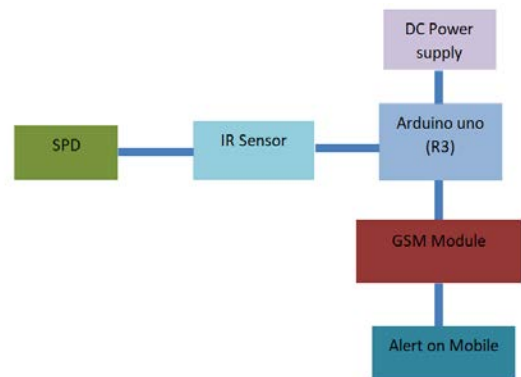 DC Power
supply
SPD
IR Sensor
Arduino uno
(R3)
GSM Module
Alert on Mobile